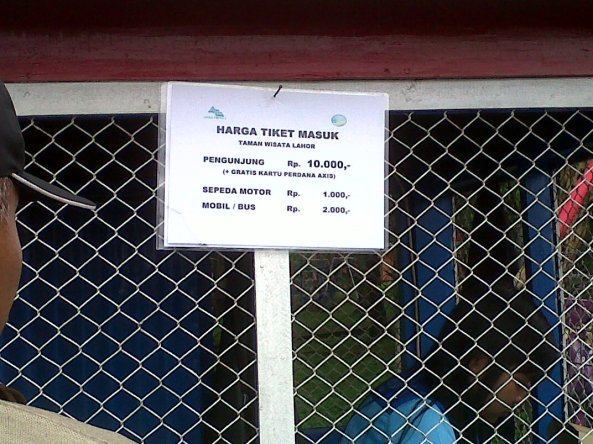 HARGA TIKET MASUK
TAMAN WISATA LAHOR
PENGUNJUNG Rp. 10.000,-
(+ GRATIS KARTU PERDANA AXIS)
SEPEDA MOTOR Rp. 1.000,-
MOBIL / BUS Rp. 2.000,-